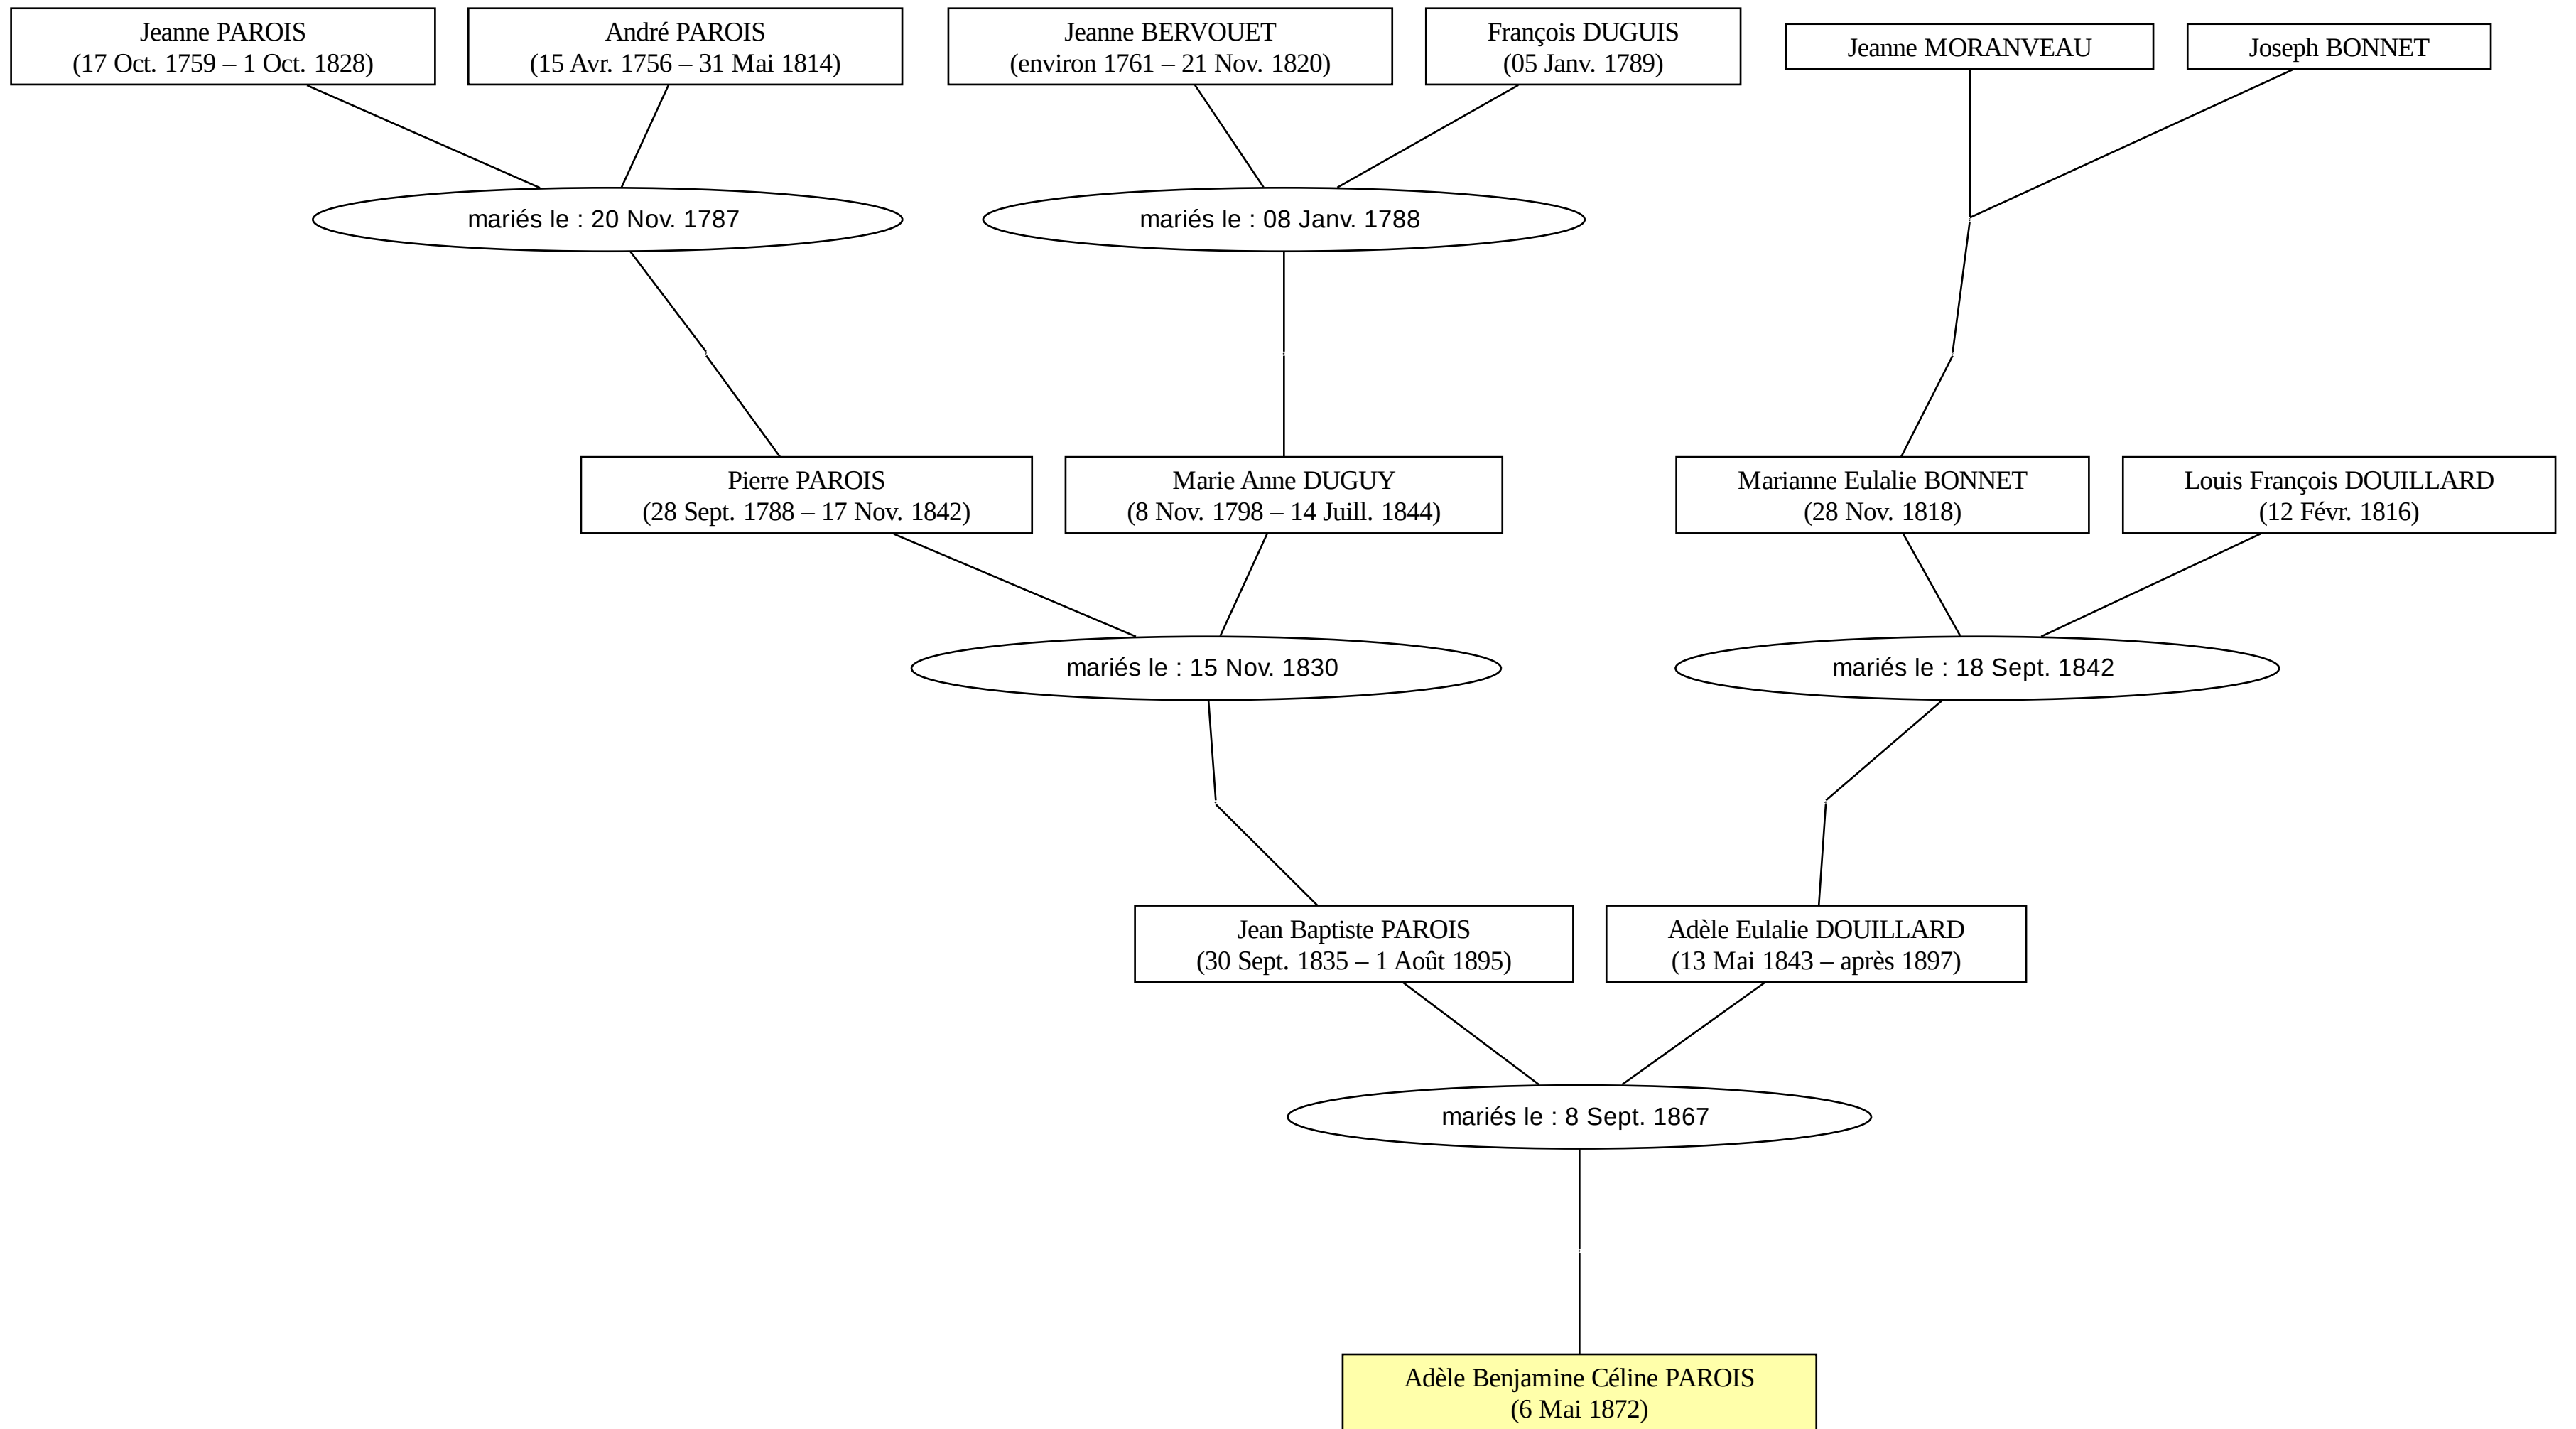 Jeanne PAROIS
(17 Oct. 1759 – 1 Oct. 1828)
André PAROIS
(15 Avr. 1756 – 31 Mai 1814)
Jeanne BERVOUET
(environ 1761 – 21 Nov. 1820)
François DUGUIS
(05 Janv. 1789)
Jeanne MORANVEAU
Joseph BONNET
mariés le : 20 Nov. 1787
mariés le : 08 Janv. 1788
Pierre PAROIS
(28 Sept. 1788 – 17 Nov. 1842)
Marie Anne DUGUY
(8 Nov. 1798 – 14 Juill. 1844)
Marianne Eulalie BONNET
(28 Nov. 1818)
Louis François DOUILLARD
(12 Févr. 1816)
mariés le : 15 Nov. 1830
mariés le : 18 Sept. 1842
Jean Baptiste PAROIS
(30 Sept. 1835 – 1 Août 1895)
Adèle Eulalie DOUILLARD
(13 Mai 1843 – après 1897)
mariés le : 8 Sept. 1867
Adèle Benjamine Céline PAROIS
(6 Mai 1872)